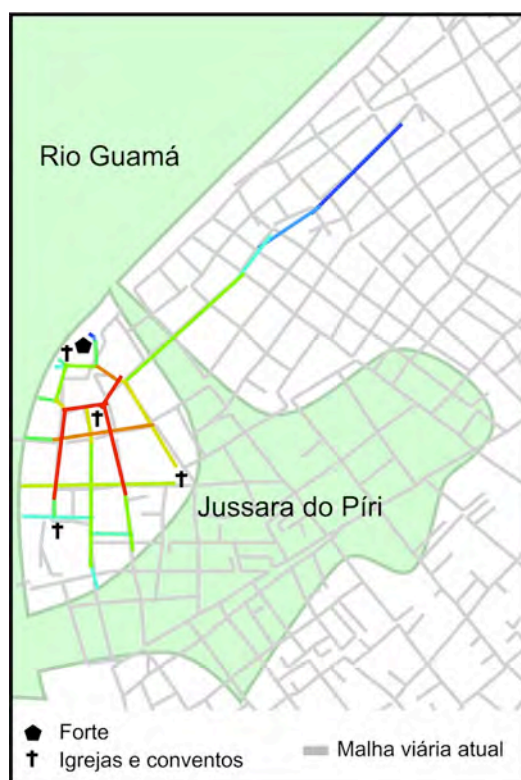 Rio Guamá
Jussara do Píri
Forte
Igrejas e conventos
Malha viária atual